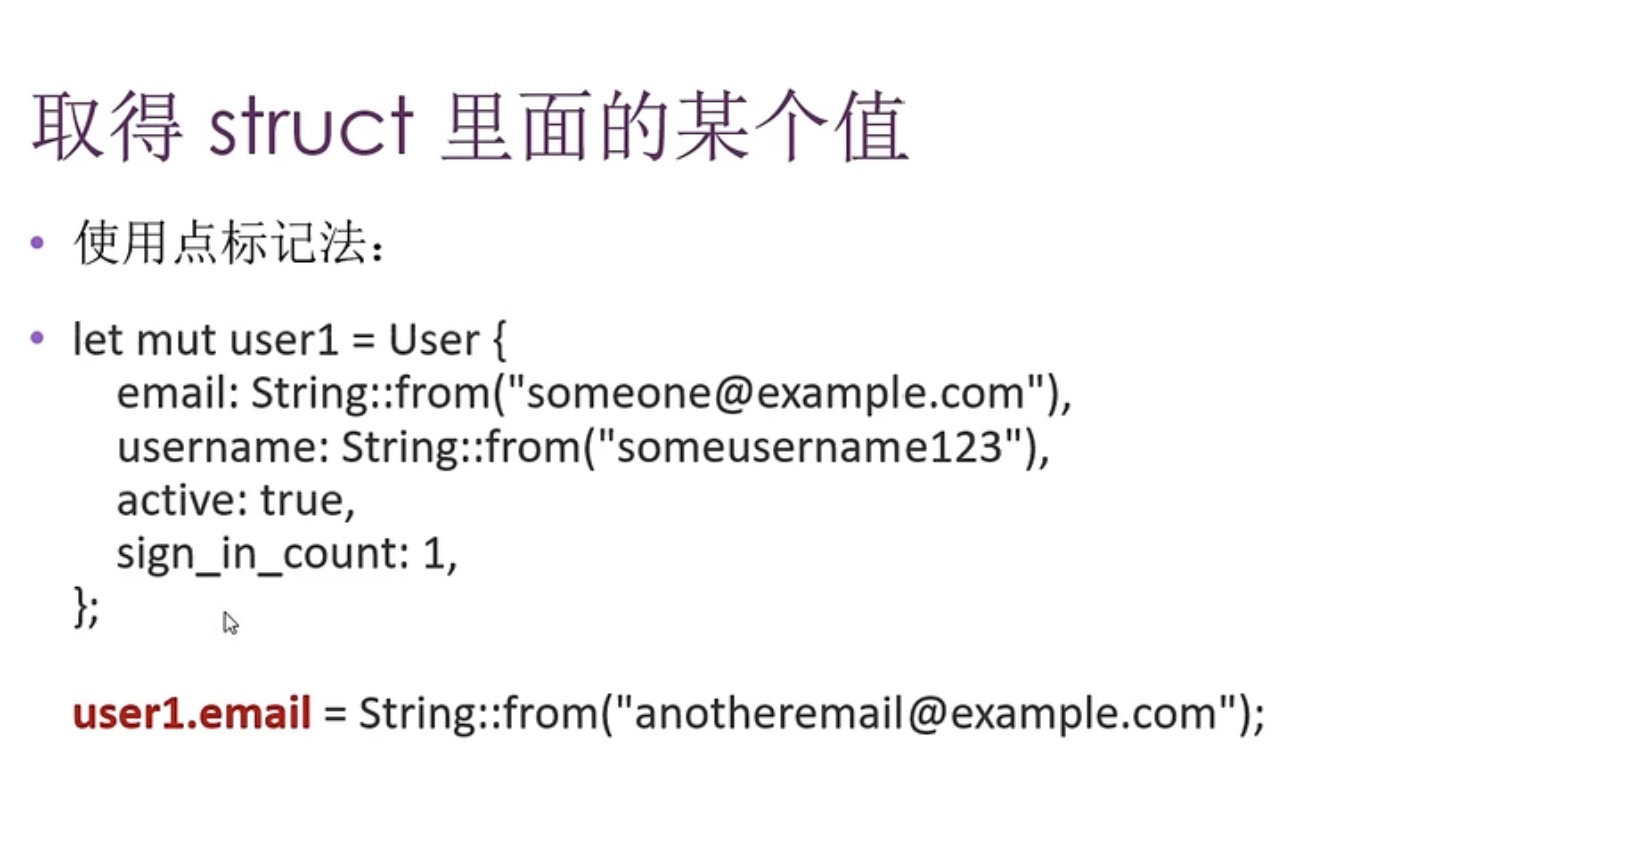 取得 struct 里面的某个值
• 使用点标记法：
• let mut user1 = User {
email: String::from("someone@example.com"),
username: String::from("someusername123"),
active: true,
sign_in_count: 1,
};
user1.email = String::from("anotheremail@example.com");